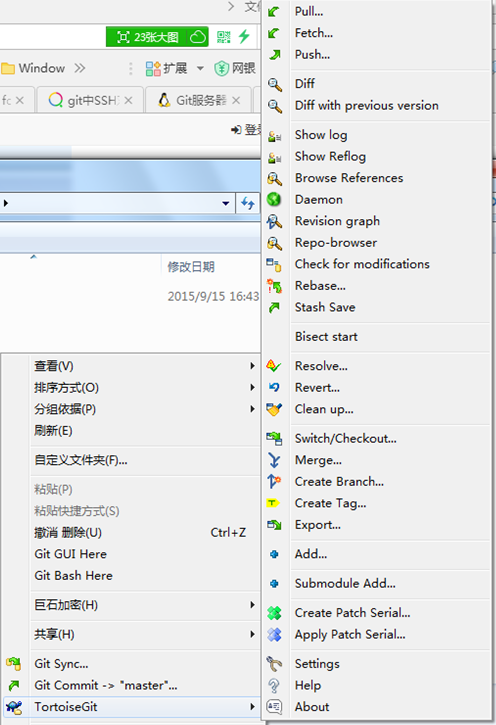 文
23张大图
Window
扩展
网银
git中SSH
Git服务器
登
修改日期
2015/9/15 16:43
查看(V)
排序方式(O)
分组依据(P)
刷新(E)
自定义文件夹(F)...
粘贴(P)
粘贴快捷方式(S)
撤消 删除(U) Ctrl+Z
Git GUI Here
Git Bash Here
巨石加密(H)
共享(H)
Git Sync...
Git Commit -> "master"...
TortoiseGit
Pull...
Fetch...
Push...
Diff
Diff with previous version
Show log
Show Reflog
Browse References
Daemon
Revision graph
Repo-browser
Check for modifications
Rebase...
Stash Save
Bisect start
Resolve...
Revert...
Clean up...
Switch/Checkout...
Merge...
Create Branch...
Create Tag...
Export...
Add...
Submodule Add...
Create Patch Serial...
Apply Patch Serial...
Settings
Help
About